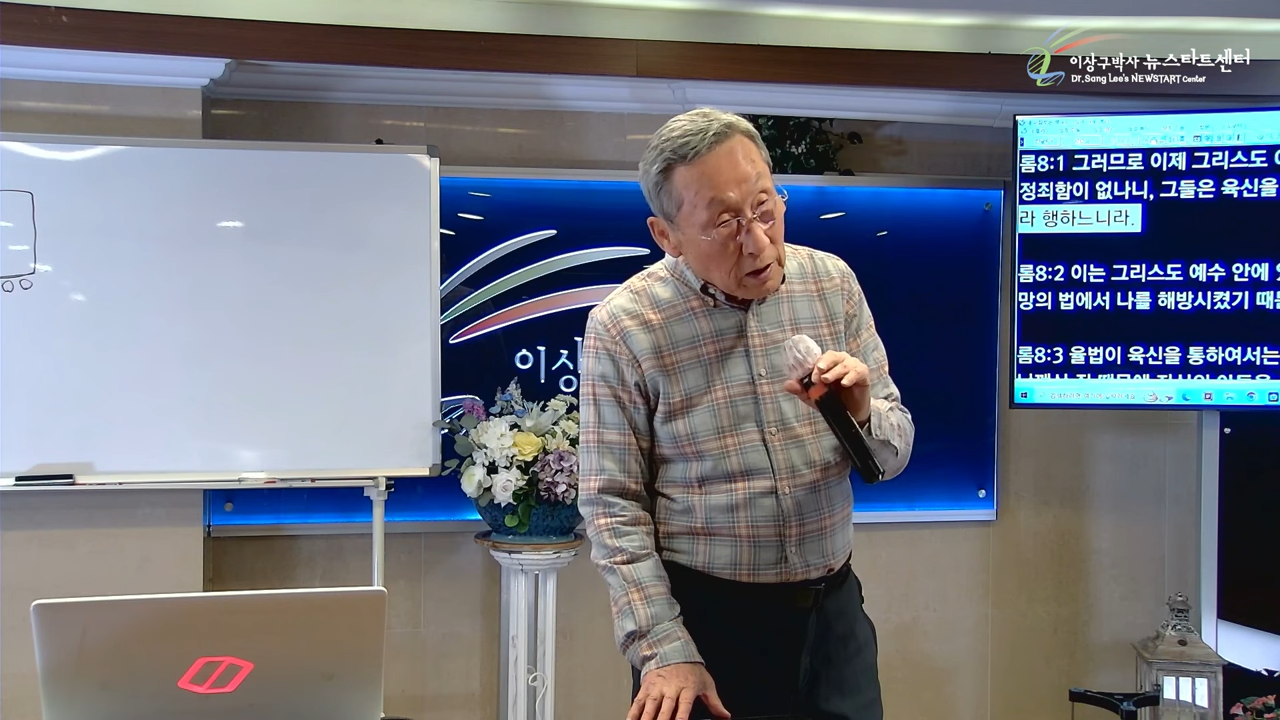 이상구박사 뉴스타트센터
Dr. Sang Lee's NEWSTART Center
롬8:1 그러므로 이제 그리스도
정죄함이 없나니, 그들은 육신을
라 행하느니라.
롬8:2 이는 그리스도 예수 안에
망의 법에서 나를 해방시켰기
롬8:3 율법이 육신을 통하여서는
이상